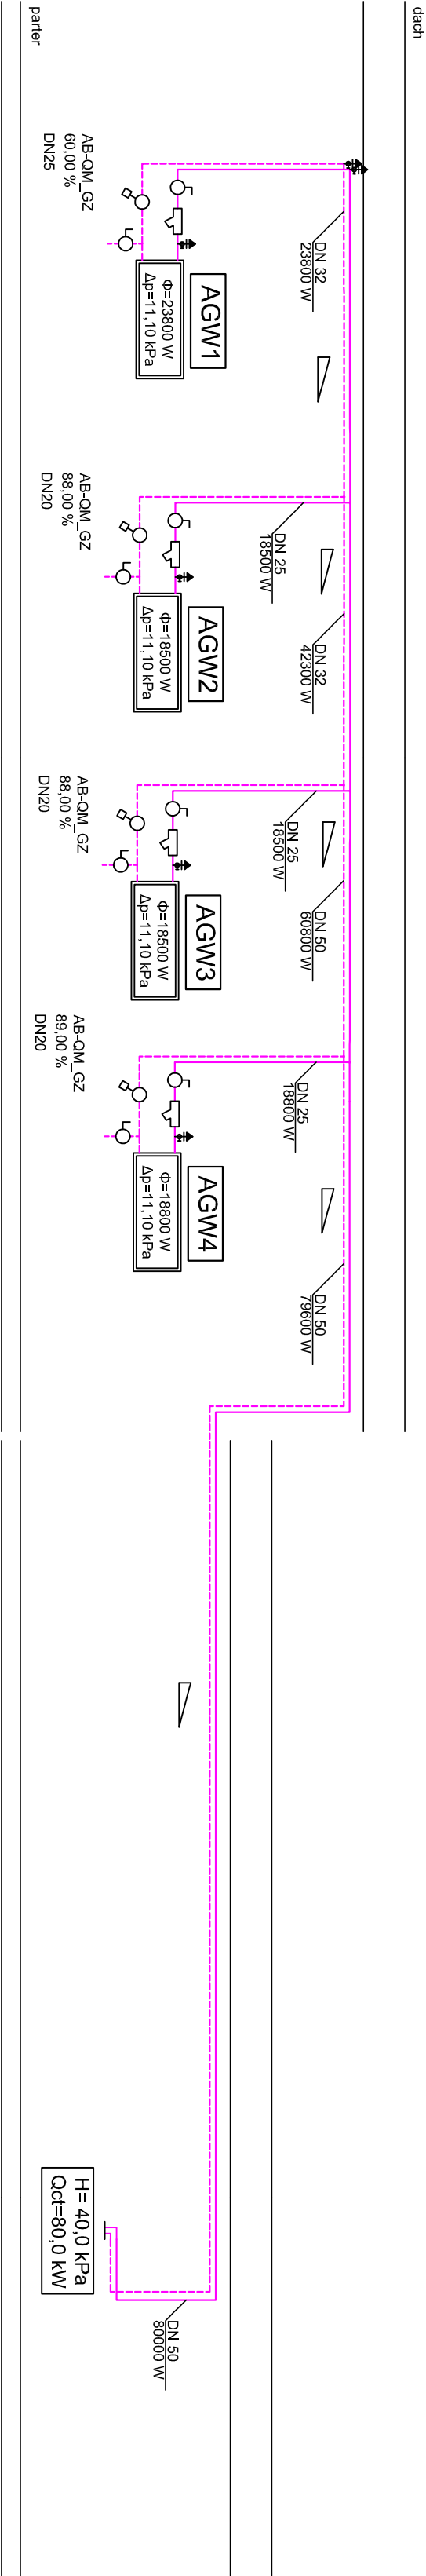 dach
parter
AB-QM_GZ
60,00 %
DN25
AGW1
Φ=23800 W
Δp=11,10 kPa
DN 32
23800 W
AB-QM_GZ
88,00 %
DN20
AGW2
Φ=18500 W
Δp=11,10 kPa
DN 25
18500 W
DN 32
42300 W
AB-QM_GZ
88,00 %
DN20
AGW3
Φ=18500 W
Δp=11,10 kPa
DN 25
18500 W
DN 50
60800 W
AB-QM_GZ
89,00 %
DN20
AGW4
Φ=18800 W
Δp=11,10 kPa
DN 25
18800 W
DN 50
79600 W
H= 40,0 kPa
Qct=80,0 kW
DN 50
80000 W